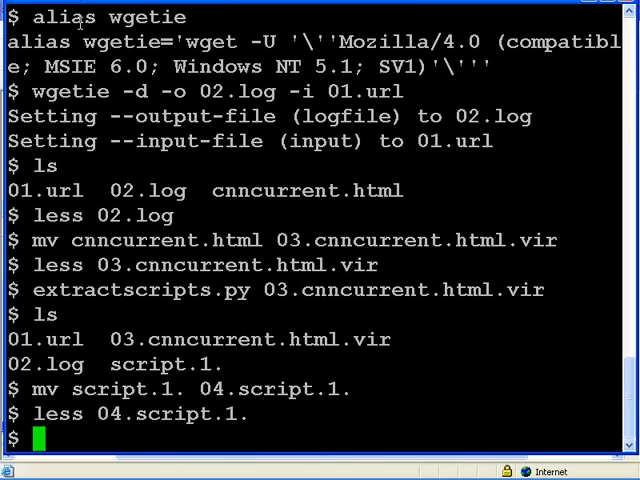 $ alias wgetie
alias wgetie='wget -U '\''Mozilla/4.0 (compatibl
e; MSIE 6.0; Windows NT 5.1; SV1)'\'''
$ wgetie -d -o 02.log -i 01.url
Setting --output-file (logfile) to 02.log
Setting --input-file (input) to 01.url
$ ls
01.url  02.log  cnncurrent.html
$ less 02.log
$ mv cnncurrent.html 03.cnncurrent.html.vir
$ less 03.cnncurrent.html.vir
$ extractscripts.py 03.cnncurrent.html.vir
$ ls
01.url  03.cnncurrent.html.vir
02.log  script.1.
$ mv script.1. 04.script.1.
$ less 04.script.1.
$
Internet